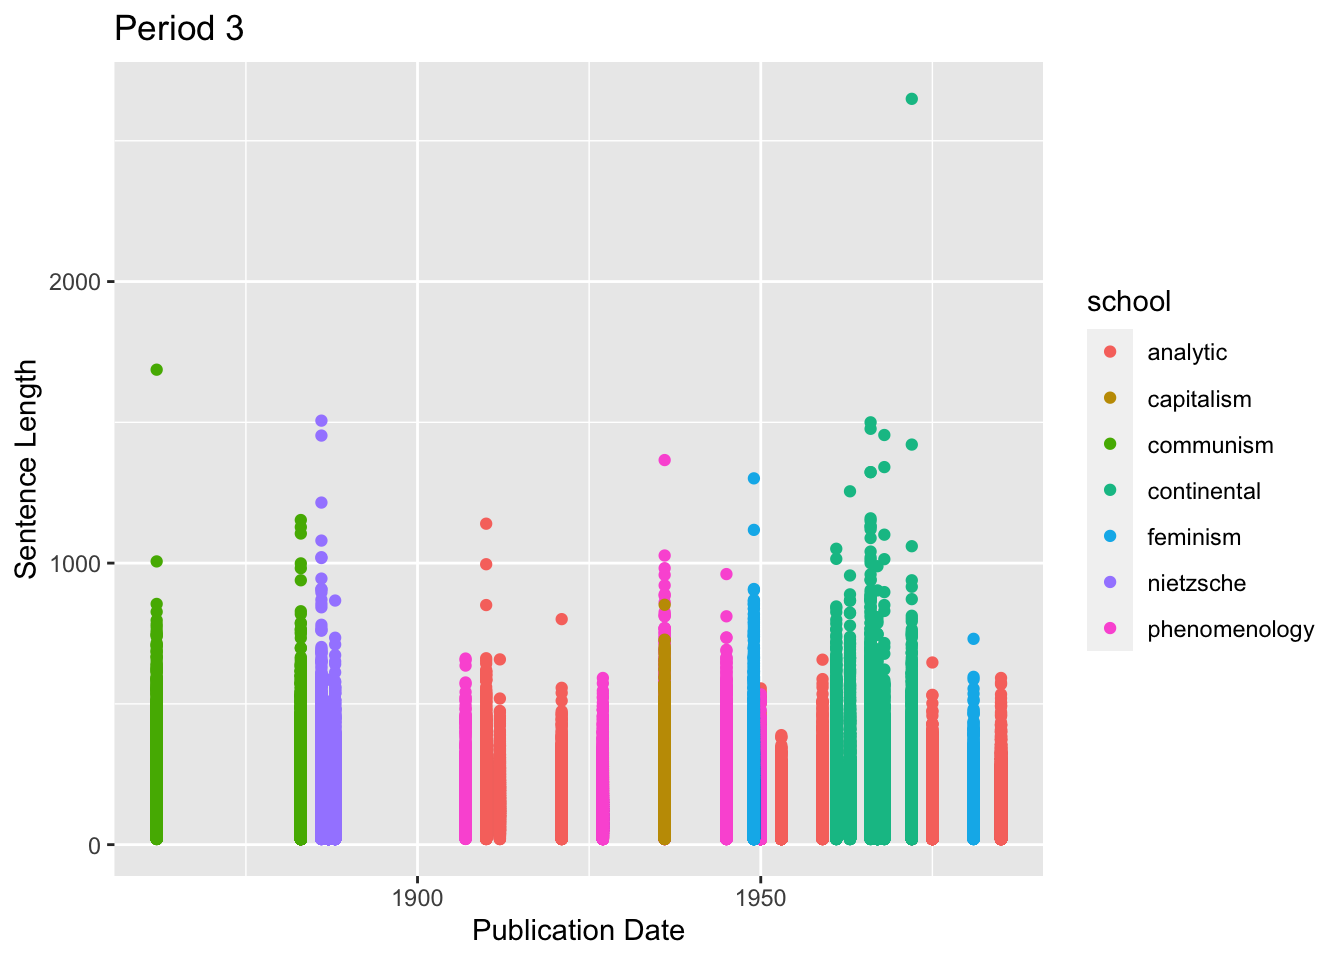 Period 3
2000
1000
0
Sentence Length
1900
1950
Publication Date
school
analytic
capitalism
communism
continental
feminism
nietzsche
phenomenology